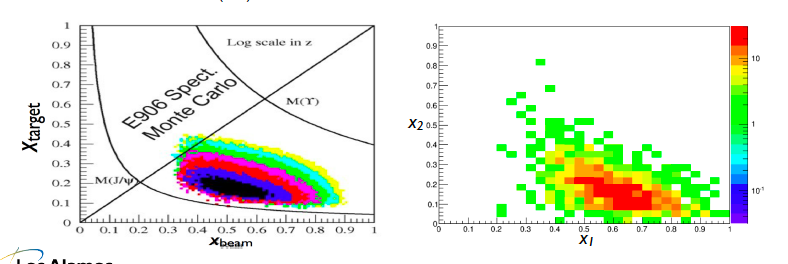 Log scale in z
E906 Spect.
Monte Carlo
M(ϒ)
M(J/ψ)
xtarget
1
0.9
0.8
0.7
0.6
0.5
0.4
0.3
0.2
0.1
0
0 0.1 0.2 0.3 0.4 0.5 0.6 0.7 0.8 0.9 1
xbeam
x2
1
0.9
0.8
0.7
0.6
0.5
0.4
0.3
0.2
0.1
0
0 0.1 0.2 0.3 0.4 0.5 0.6 0.7 0.8 0.9 1
x1
10
1
10-1
Los Alamos